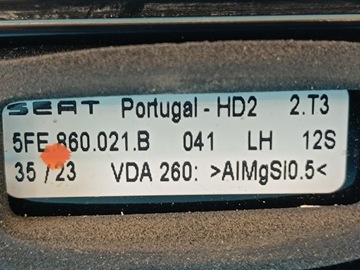 SEAT Portugal - HD2 2.T3
5FE 860.021.B 041 LH 12S
35 / 23 VDA 260: >AlMgSi0.5<